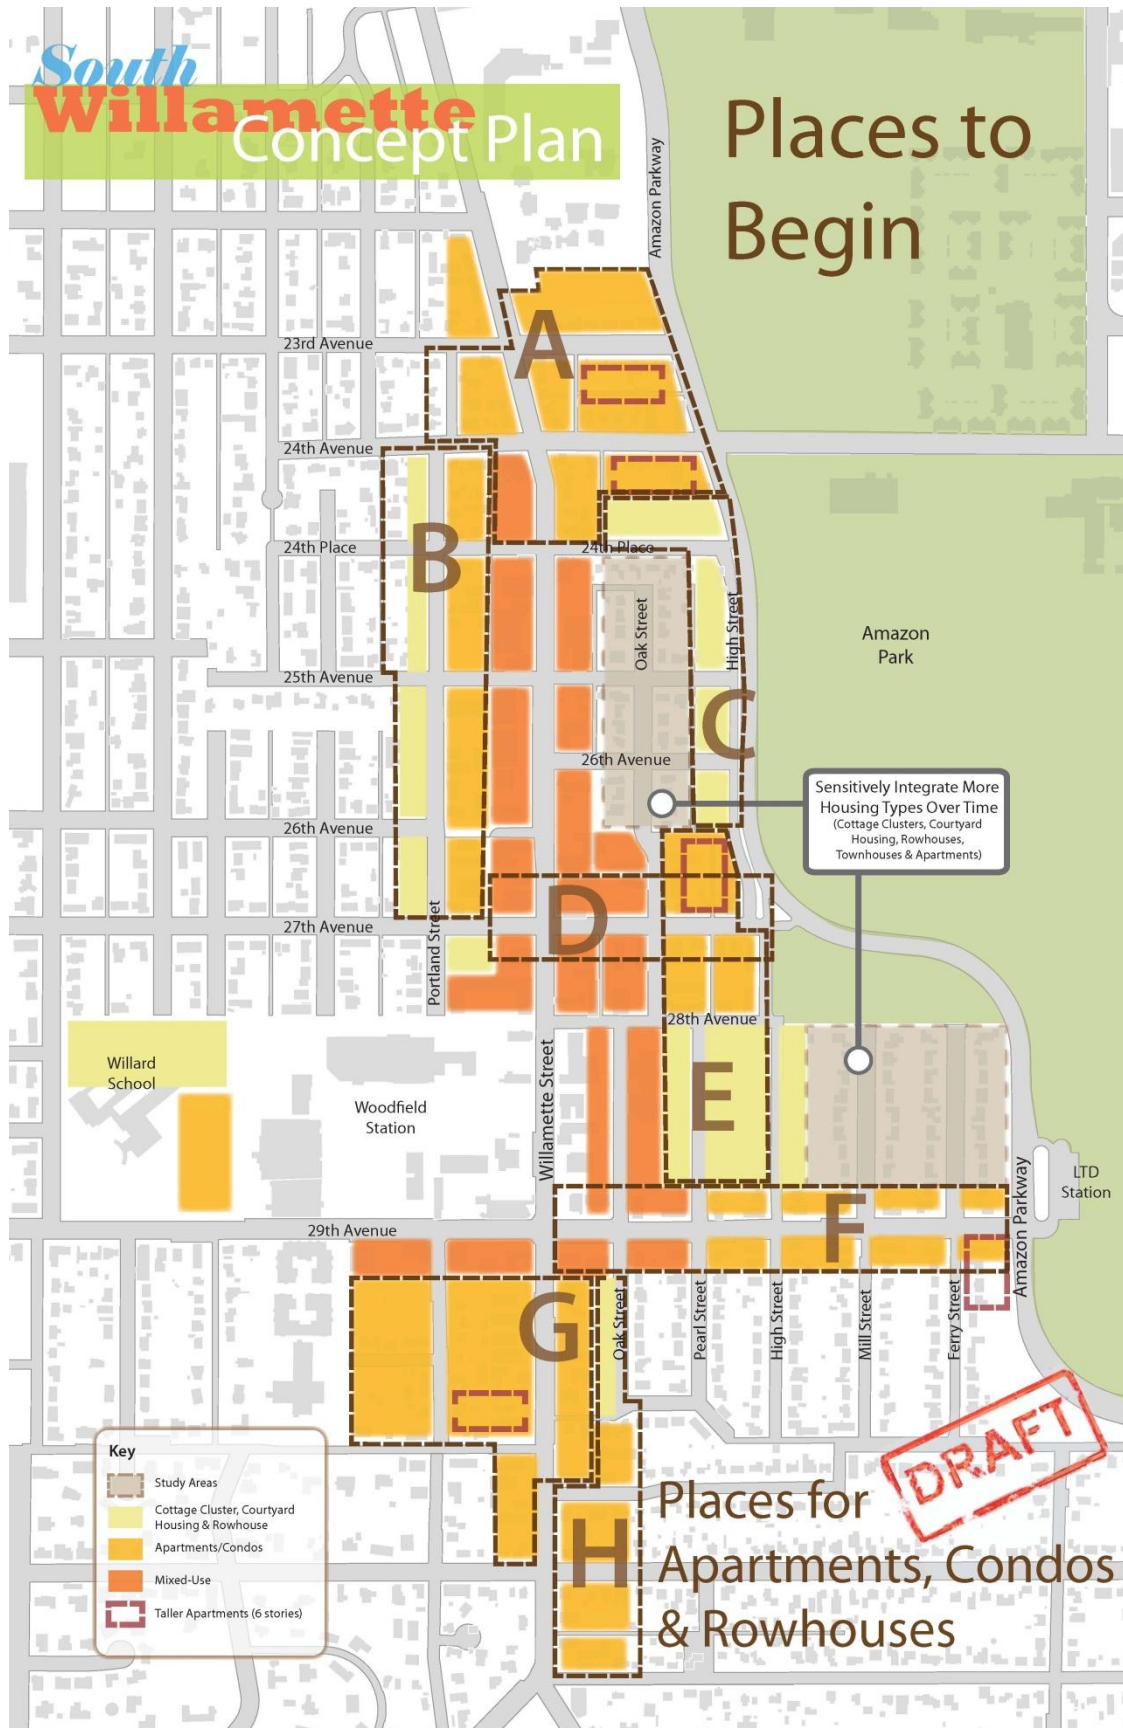 South
Willamette
Concept Plan
Places to
Begin
Amazon Parkway
23rd Avenue
A
24th Avenue
24th Place
24th Place
B
Oak Street
High Street
Amazon
Park
25th Avenue
C
26th Avenue
Sensitively Integrate More
Housing Types Over Time
(Cottage Clusters, Courtyard
Housing, Rowhouses,
Townhouses & Apartments)
26th Avenue
D
27th Avenue
Portland Street
28th Avenue
Willard
School
Woodfield
Station
Willamette Street
E
Amazon Parkway
LTD
Station
29th Avenue
F
G
Oak Street
Pearl Street
High Street
Mill Street
Ferry Street
DRAFT
Key
Study Areas
Cottage Cluster, Courtyard
Housing & Rowhouse
Apartments/Condos
Mixed-Use
Taller Apartments (6 stories)
H
Places for
Apartments, Condos
& Rowhouses